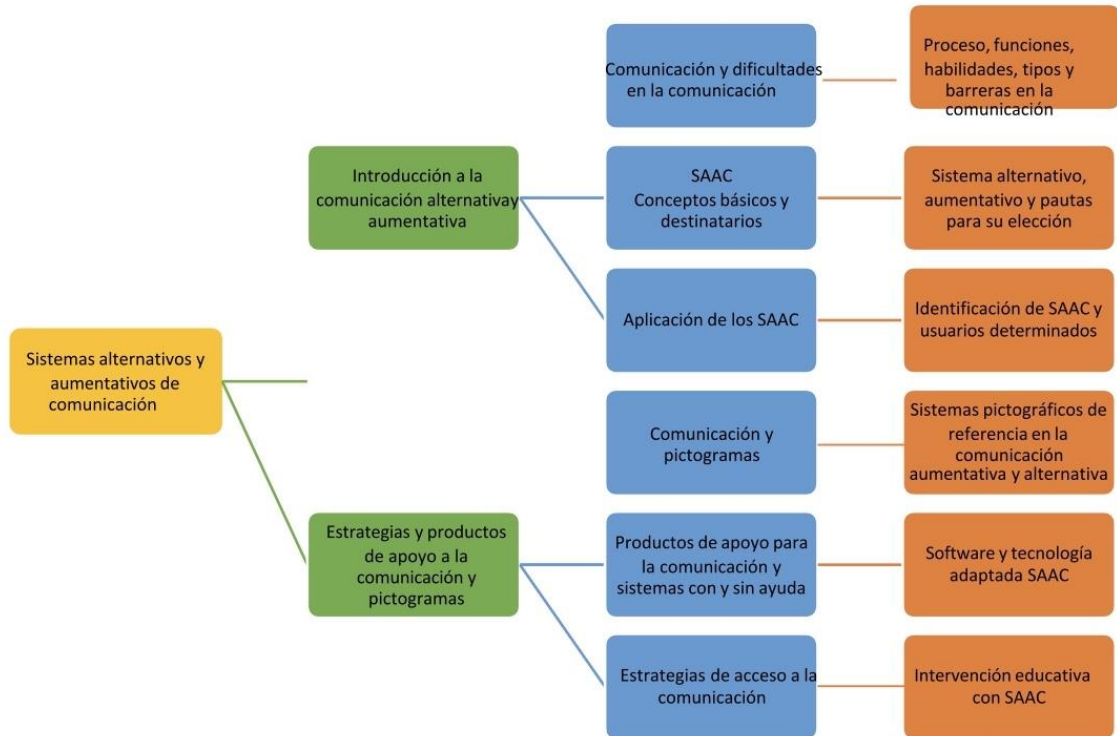 Comunicación y dificultades
en la comunicación
Proceso, funciones,
habilidades, tipos y
barreras en la
comunicación
Introducción a la
comunicación alternativay
aumentativa
SAAC
Conceptos básicos y
destinatarios
Sistema alternativo,
aumentativo y pautas
para su elección
Aplicación de los SAAC
Identificación de SAAC y
usuarios determinados
Sistemas alternativos y
aumentativos de
comunicación
Comunicación y
pictogramas
Sistemas pictográficos de
referencia en la
comunicación
aumentativa y alternativa
Estrategias y productos
de apoyo a la
comunicación y
pictogramas
Productos de apoyo para
la comunicación y
sistemas con y sin ayuda
Software y tecnología
adaptada SAAC
Estrategias de acceso a la
comunicación
Intervención educativa
con SAAC